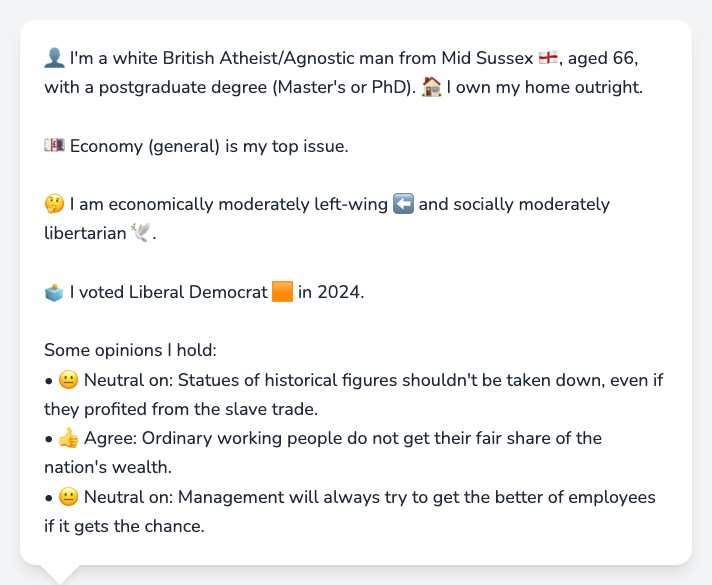 👤 I'm a white British Atheist/Agnostic man from Mid Sussex 🏴󠁧󠁢󠁥󠁮󠁧󠁿, aged 66,
with a postgraduate degree (Master's or PhD). 🏠 I own my home outright.
💷 Economy (general) is my top issue.
🤔 I am economically moderately left-wing ⬅️ and socially moderately
libertarian 🕊️.
🗳️ I voted Liberal Democrat 🟧 in 2024.
Some opinions I hold:
• 😐 Neutral on: Statues of historical figures shouldn't be taken down, even if
they profited from the slave trade.
• 👍 Agree: Ordinary working people do not get their fair share of the
nation's wealth.
• 😐 Neutral on: Management will always try to get the better of employees
if it gets the chance.